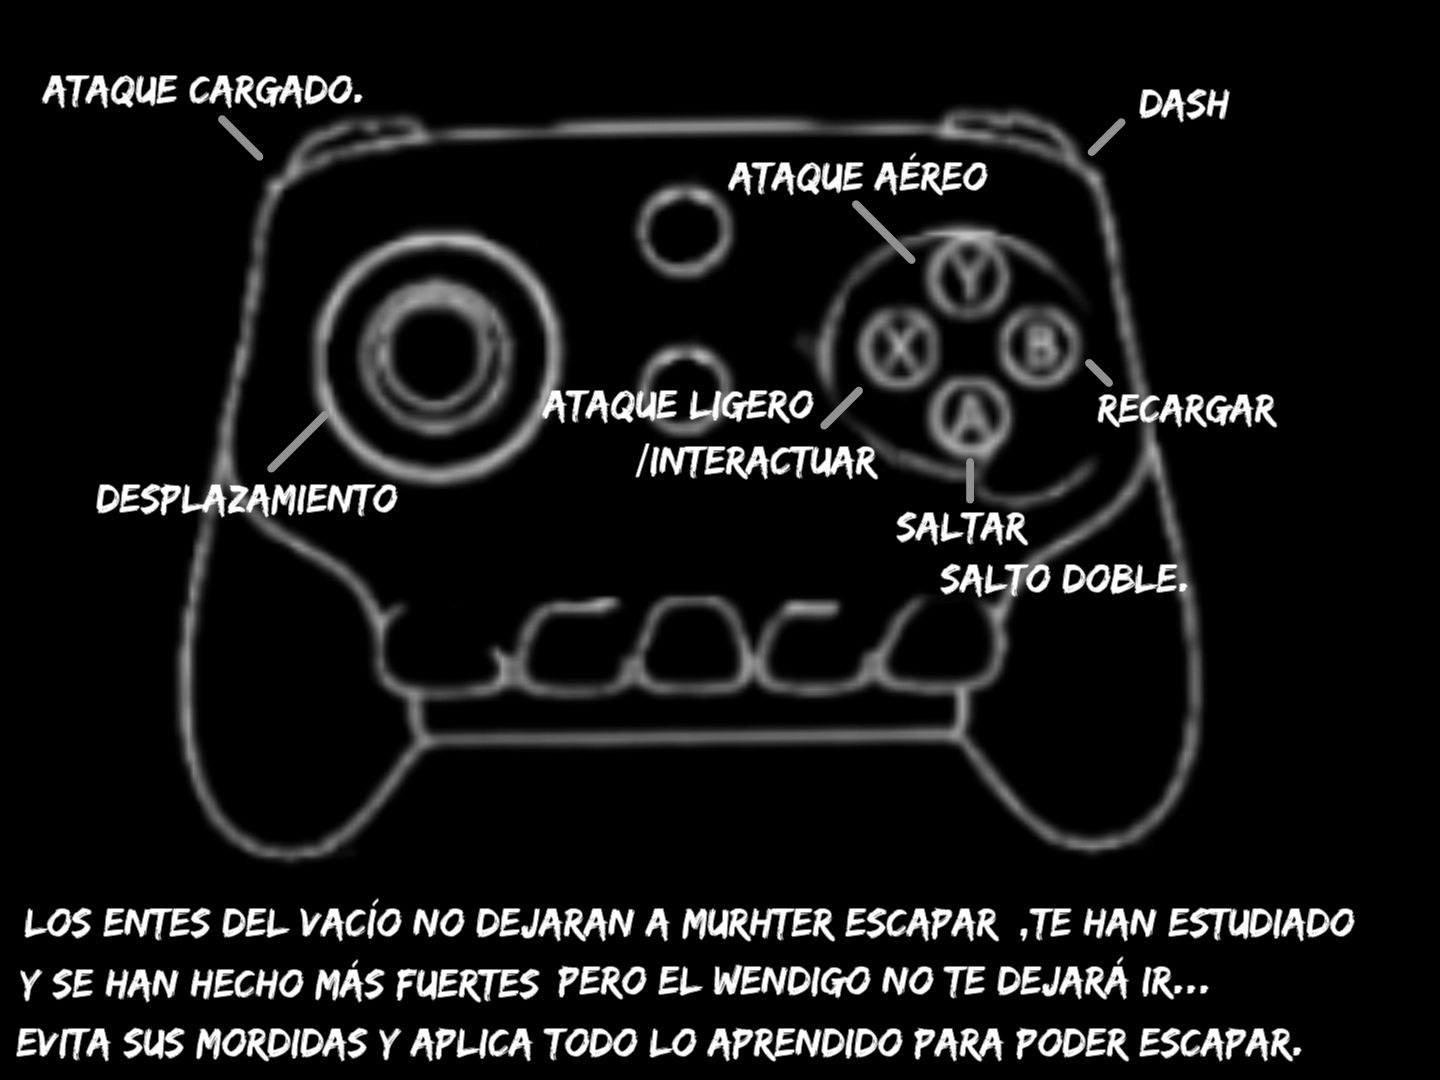 ATAQUE CARGADO.
DASH
ATAQUE AÉREO
Y
X
B
A
ATAQUE LIGERO
/INTERACTUAR
RECARGAR
DESPLAZAMIENTO
SALTAR
SALTO DOBLE.
LOS ENTES DEL VACÍO NO DEJARAN A MURHTER ESCAPAR ,TE HAN ESTUDIADO
Y SE HAN HECHO MÁS FUERTES PERO EL WENDIGO NO TE DEJARÁ IR...
EVITA SUS MORDIDAS Y APLICA TODO LO APRENDIDO PARA PODER ESCAPAR.